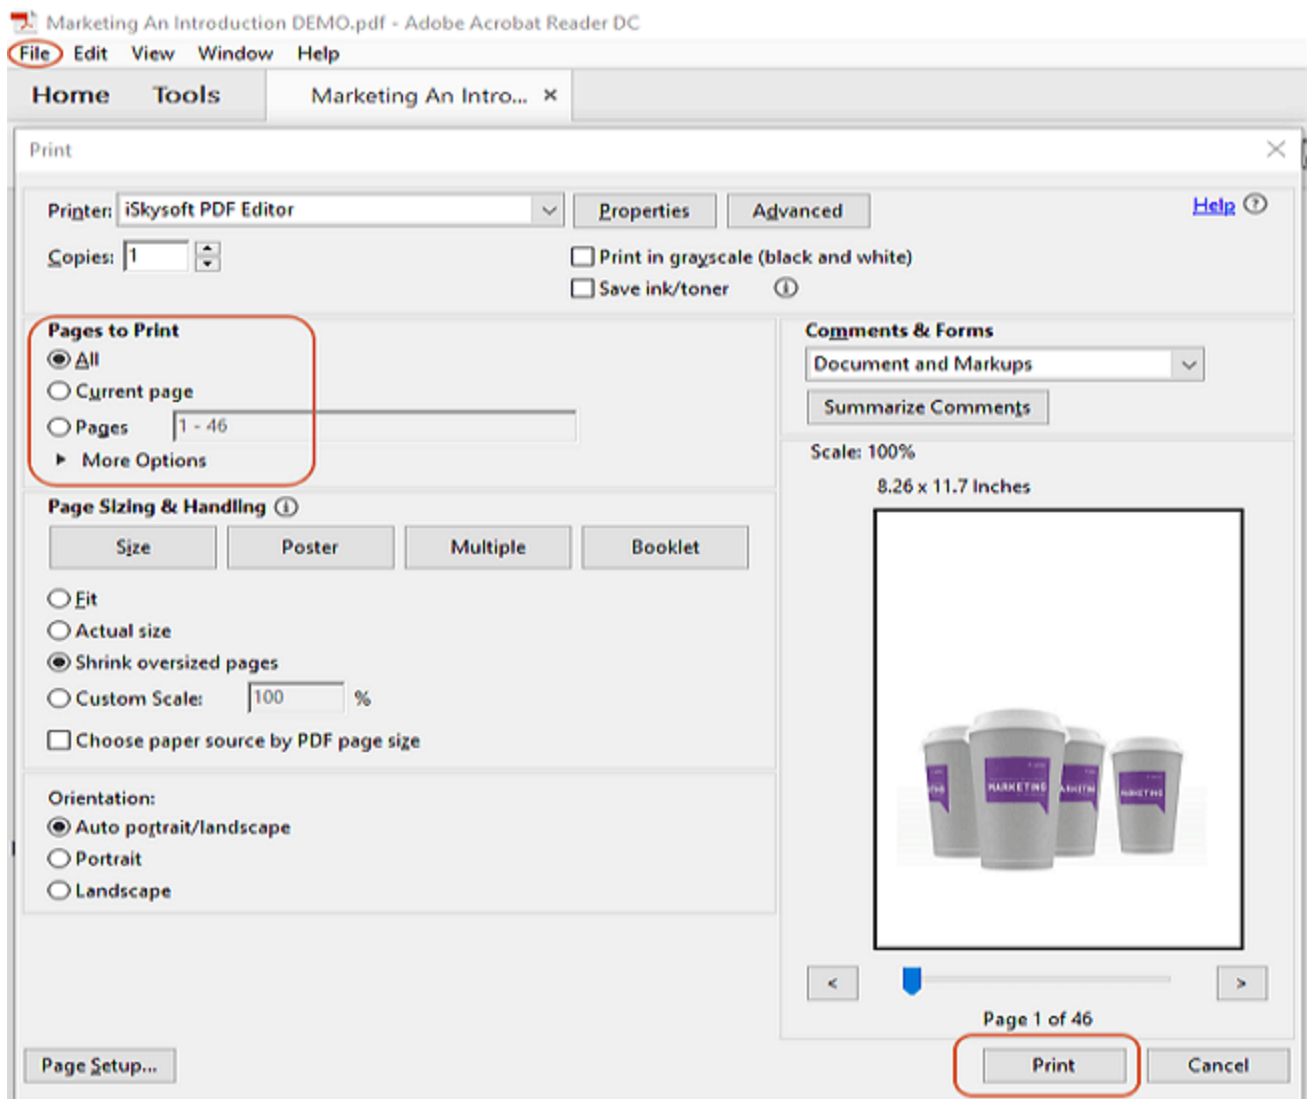 Marketing An Introduction DEMO.pdf - Adobe Acrobat Reader DC
File Edit View Window Help
Home Tools Marketing An Intro... ×
Print
Printer: iSkysoft PDF Editor Properties Advanced Help
Copies: 1 Print in grayscale (black and white)
Save ink/toner
Pages to Print
All
Current page
Pages 1 - 46
More Options
Comments & Forms
Document and Markups
Summarize Comments
Page Sizing & Handling
Size Poster Multiple Booklet
Fit
Actual size
Shrink oversized pages
Custom Scale: 100 %
Choose paper source by PDF page size
Orientation:
Auto portrait/landscape
Portrait
Landscape
Scale: 100%
8.26 x 11.7 Inches
MARKETING
MARKETING
< >
Page 1 of 46
Page Setup... Print Cancel